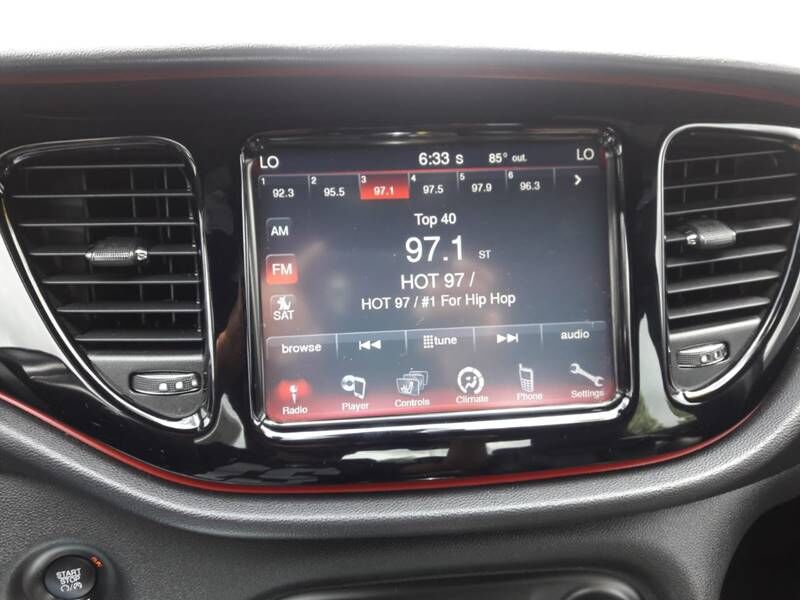 LO 6:33 S 85° out. LO
1 92.3 2 95.5 3 97.1 4 97.5 5 97.9 6 96.3 >
Top 40
AM
97.1 ST
FM
HOT 97 /
HOT 97 / #1 For Hip Hop
SAT
browse tune audio
Radio Player Controls Climate Phone Settings
START
STOP